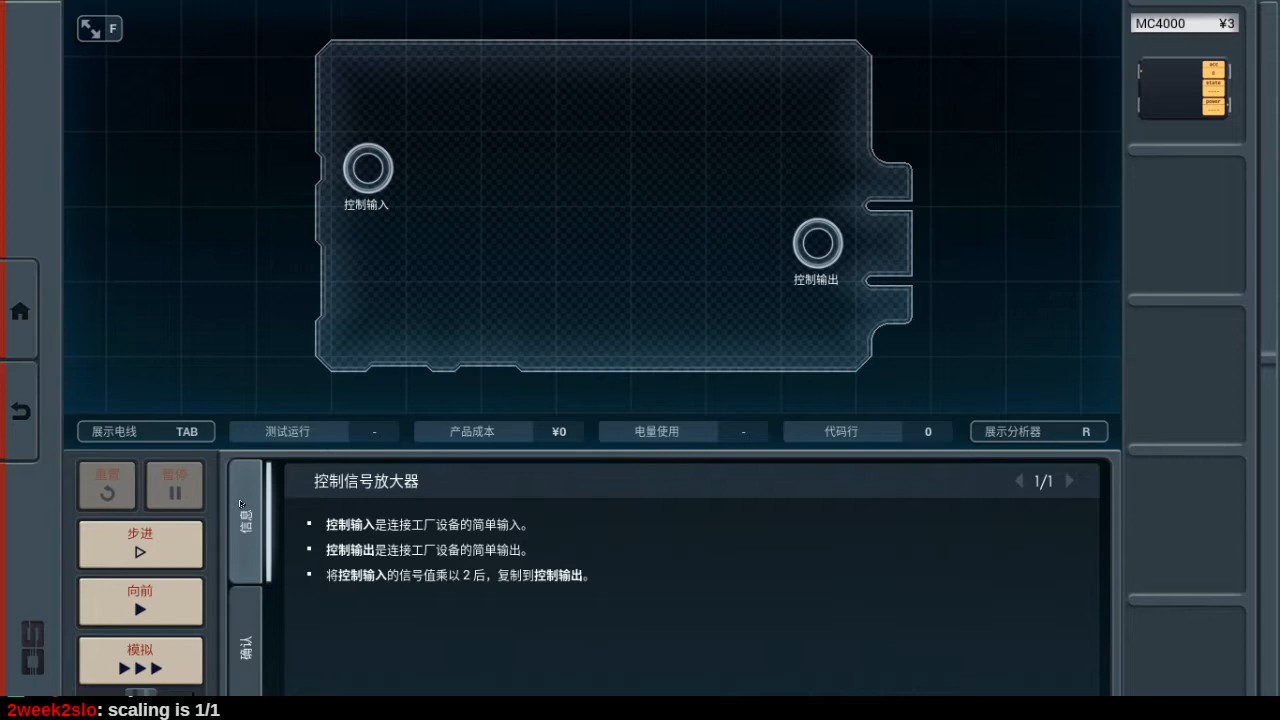 F
MC4000 ¥3
acc
0
state
power
控制输入
控制输出
展示电线 TAB
测试运行 -
产品成本 ¥0
电量使用 -
代码行 0
展示分析器 R
重置
暂停
步进
向前
模拟
信息
确认
控制信号放大器
1/1
▪ 控制输入是连接工厂设备的简单输入。
▪ 控制输出是连接工厂设备的简单输出。
▪ 将控制输入的信号值乘以 2 后，复制到控制输出。
2week2slo: scaling is 1/1